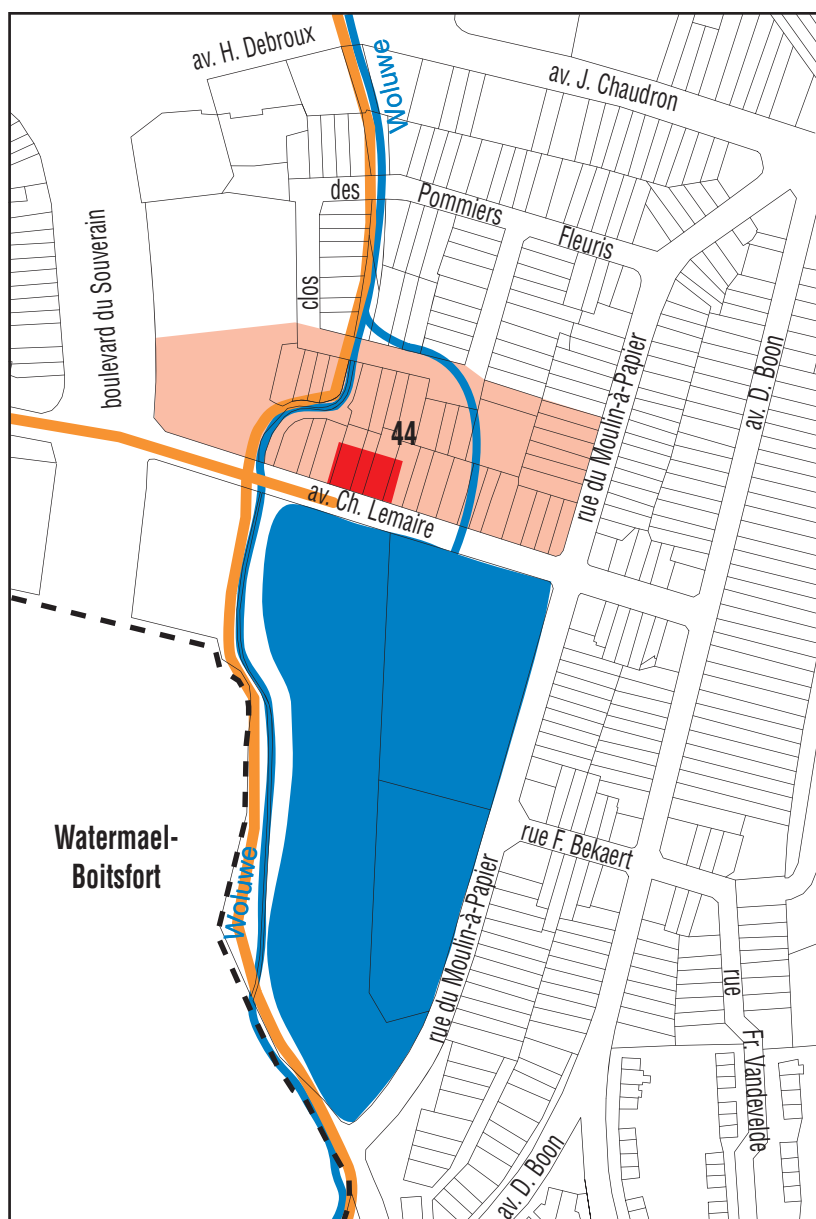 av. H. Debroux
Woluwe
av. J. Chaudron
des
Pommiers
Fleuris
clos
boulevard du Souverain
rue du Moulin-à-Papier
av. D. Boon
44
av. Ch. Lemaire
Watermael-
Boitsfort
Woluwe
rue F. Bekaert
rue du Moulin-à-Papier
rue
Fr. Vandevelde
av. D. Boon